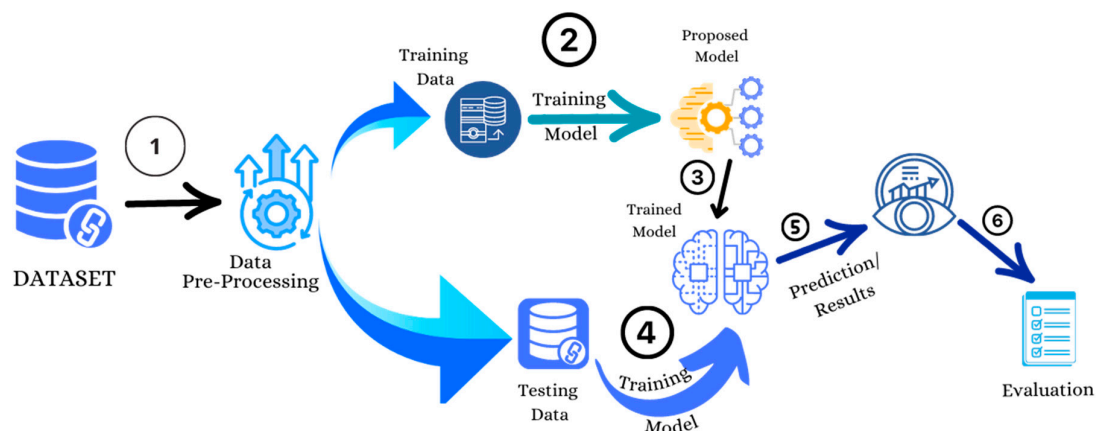 1
DATASET
Data
Pre-Processing
Training
Data
2
Training
Model
Proposed
Model
3
Trained
Model
Testing
Data
4
Training
Model
5
Prediction/
Results
6
Evaluation